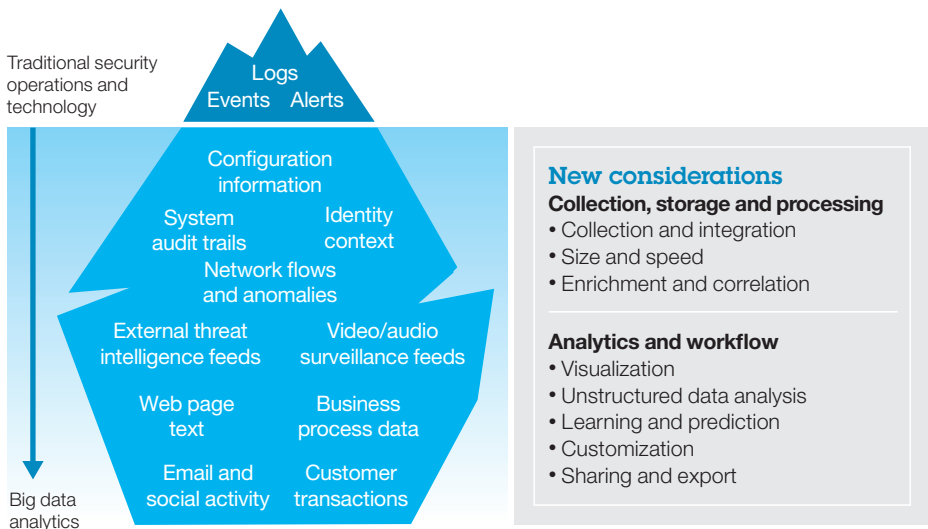 Traditional security
operations and
technology
Logs
Events Alerts
Configuration
information
System
audit trails
Identity
context
Network flows
and anomalies
External threat
intelligence feeds
Video/audio
surveillance feeds
Web page
text
Business
process data
Email and
social activity
Customer
transactions
Big data
analytics
New considerations
Collection, storage and processing
• Collection and integration
• Size and speed
• Enrichment and correlation
Analytics and workflow
• Visualization
• Unstructured data analysis
• Learning and prediction
• Customization
• Sharing and export